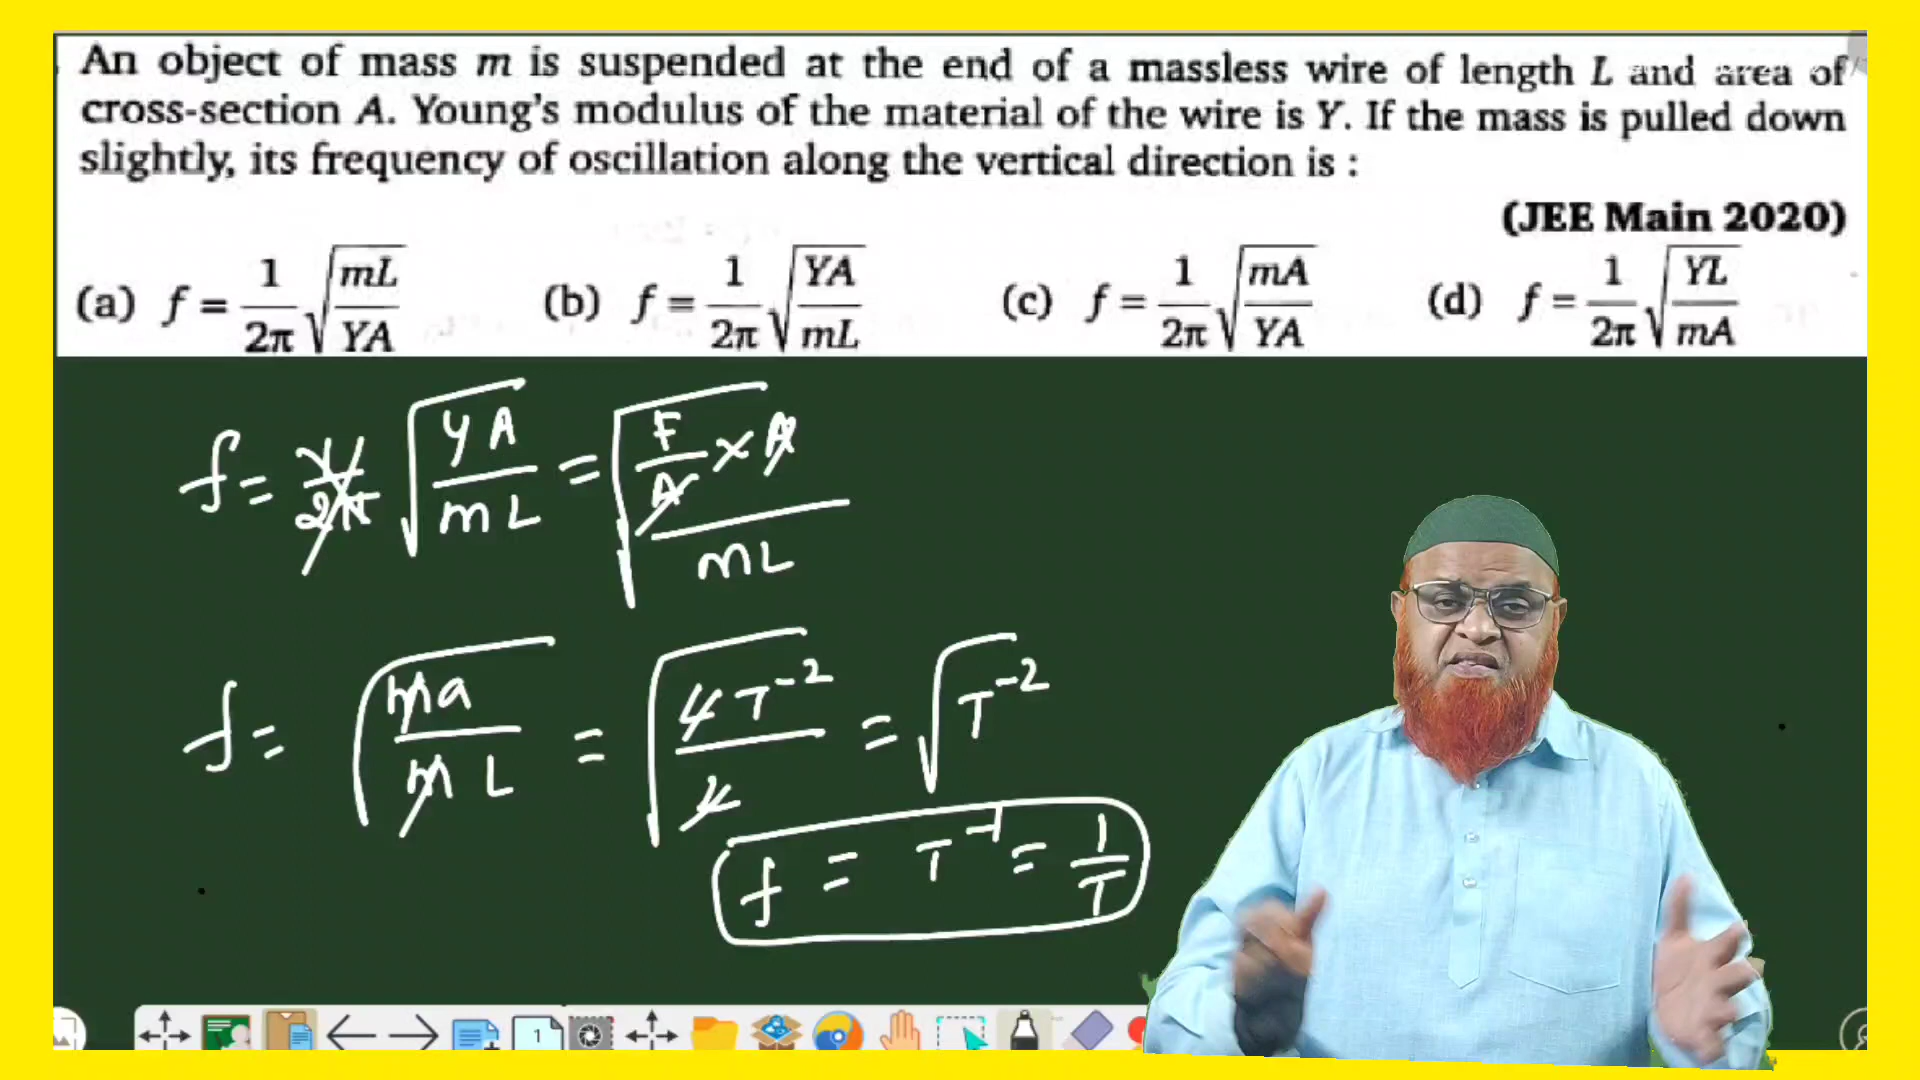 An object of mass m is suspended at the end of a massless wire of length L and area of
cross-section A. Young's modulus of the material of the wire is Y. If the mass is pulled down
slightly, its frequency of oscillation along the vertical direction is :
(JEE Main 2020)
(a) f = 1/2π √(mL/YA) (b) f = 1/2π √(YA/mL) (c) f = 1/2π √(mA/YA) (d) f = 1/2π √(YL/mA)
f = 1/2π √(YA/mL) = √((F/A × A)/mL)
f = √(ma/mL) = √(LT⁻²/L) = √(T⁻²)
f = T⁻¹ = 1/T
1